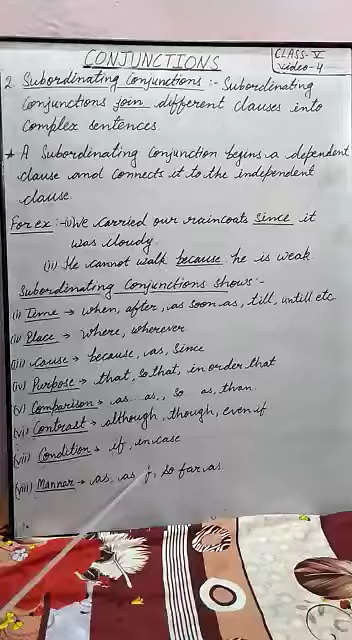 CONJUNCTIONS
CLASS-V
Video-4
2. Subordinating Conjunctions :- Subordinating
Conjunctions join different clauses into
Complex sentences.
* A Subordinating Conjunction begins a dependent
clause and connects it to the independent
clause.
For ex :-(i) We carried our raincoats since it
was cloudy.
(ii) He cannot walk because he is weak
Subordinating Conjunctions shows :-
(i) Time → when, after, as soon as, till, untill etc.
(ii) Place → where, wherever
(iii) Cause → because, as, since
(iv) Purpose → that, so that, in order that
(v) Comparison → as...as, so as, than.
(vi) Contrast → although, though, even if
(vii) Condition → if, incase
(viii) Manner → as, as if, so far as.